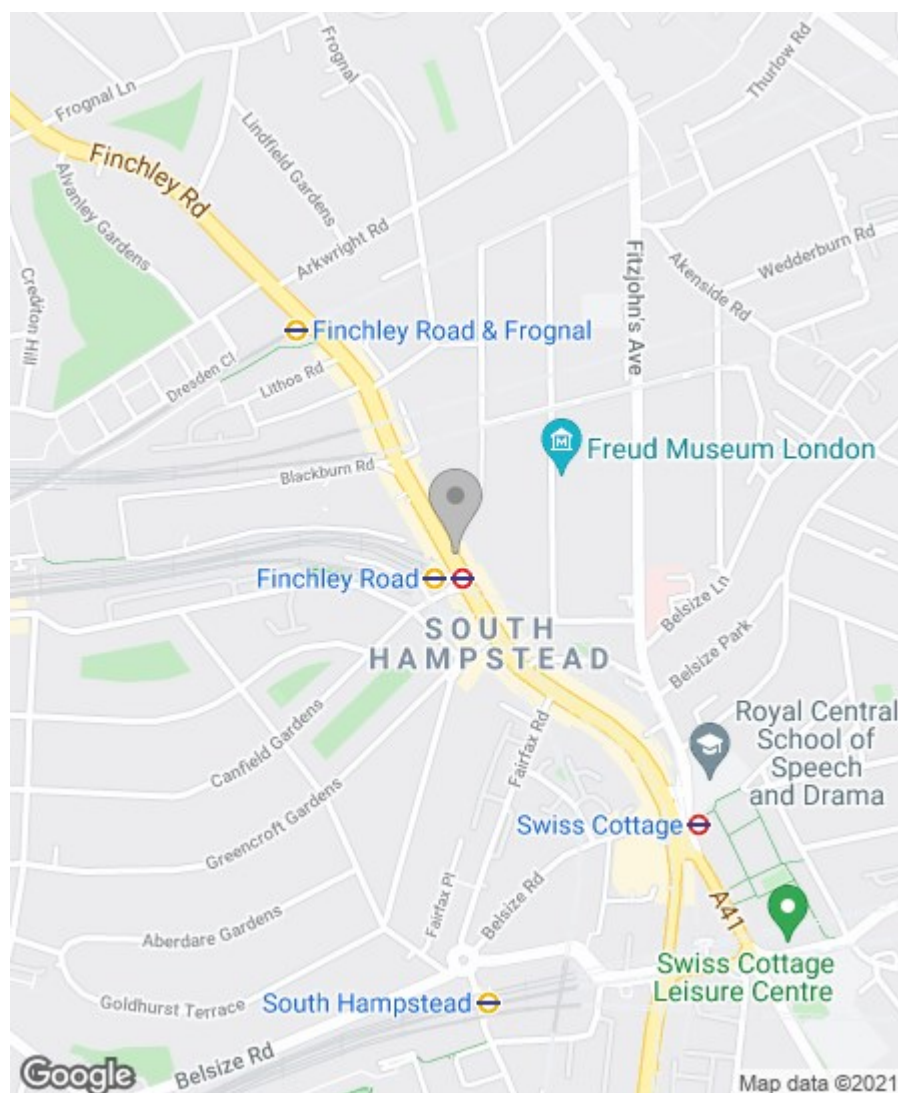 Thurlow Rd
Frognal
Frognal Ln
Lindfield Gardens
Finchley Rd
Alvanley Gardens
Arkwright Rd
Fitzjohn's Ave
Wedderburn Rd
Akenside Rd
Crediton Hill
Finchley Road & Frognal
Dresden Cl
Lithos Rd
Freud Museum London
Blackburn Rd
Finchley Road
Belsize Ln
SOUTH
HAMPSTEAD
Belsize Park
Canfield Gardens
Fairfax Rd
Royal Central
School of
Speech
and Drama
Greencroft Gardens
Swiss Cottage
Fairfax Pl
Belsize Rd
A41
Aberdare Gardens
Swiss Cottage
Leisure Centre
Goldhurst Terrace
South Hampstead
Belsize Rd
Google
Map data ©2021